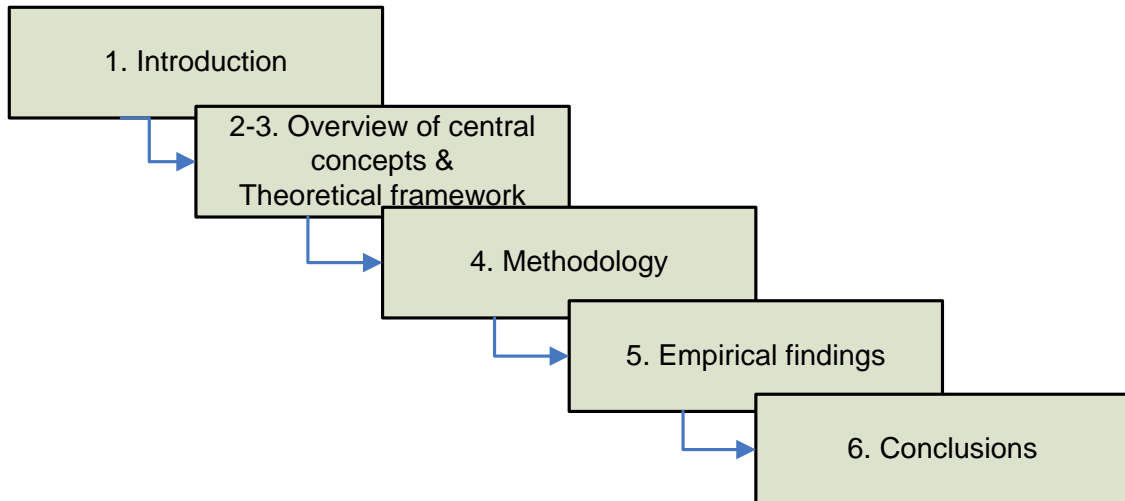 1. Introduction
2-3. Overview of central
concepts &
Theoretical framework
4. Methodology
5. Empirical findings
6. Conclusions